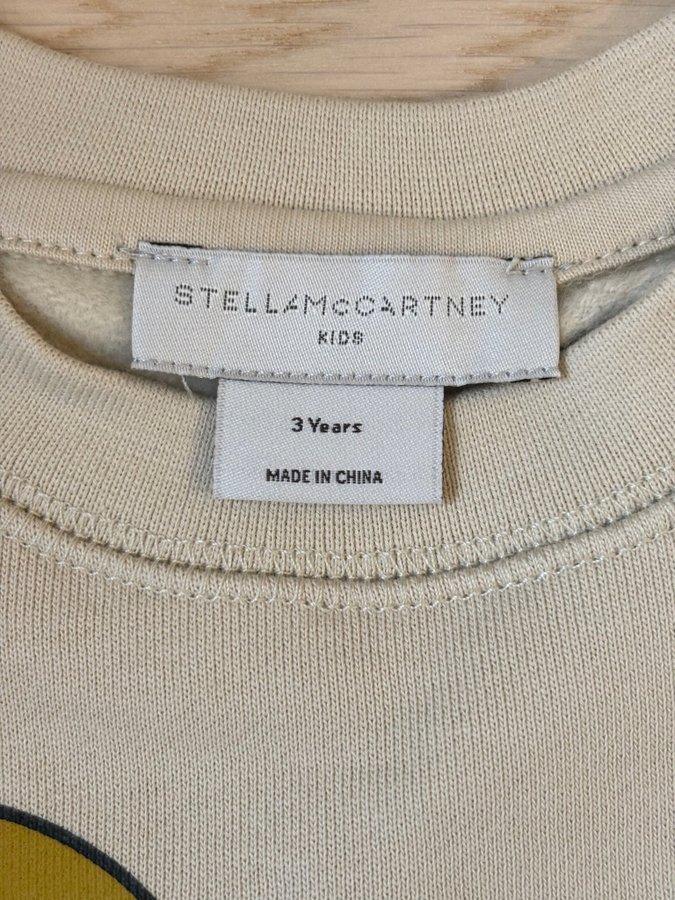 STELLAMcCARTNEY
KIDS
3 Years
MADE IN CHINA